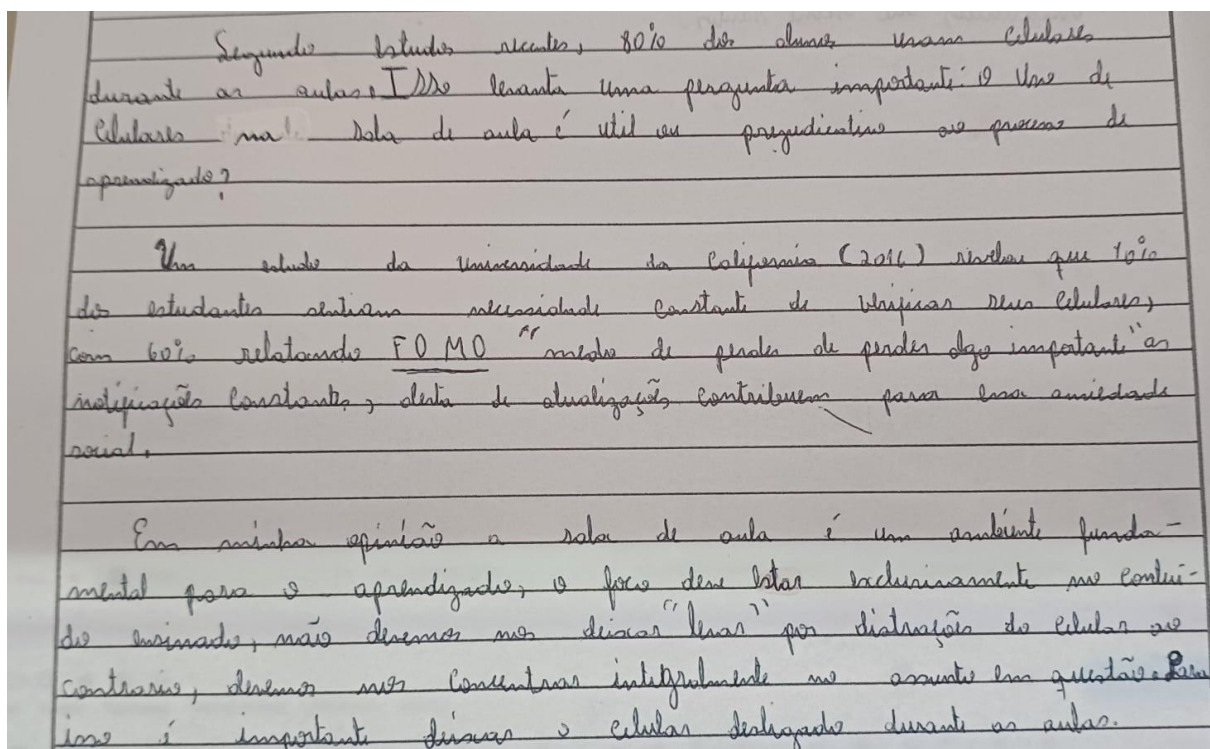 Segundo Estudos recentes, 80% dos alunos usam Celulares
durante as aulas. Isso levanta uma pergunta importante: O Uso de
Celulares na sala de aula é util ou prejudicativo ao processo de
aprendizado?
Um estudo da Universidade da California (2016) revelou que 70%
dos estudantes sentiram necessidade constante de verificar seus Celulares,
com 60% relatando FOMO "medo de perder de perder algo importante" as
notificações constantes, alerta de atualizações contribuem para essa ansiedade
social.
Em minha opinião a sala de aula é um ambiente funda-
mental para o aprendizado, o foco deve Estar exclusivamente no conteú-
do ensinado, não devemos nos deixar "levar" por distrações do celular ao
contrario, devemos nos Concentrar integralmente no assunto em questão. Para
isso é importante deixar o celular desligado durante as aulas.